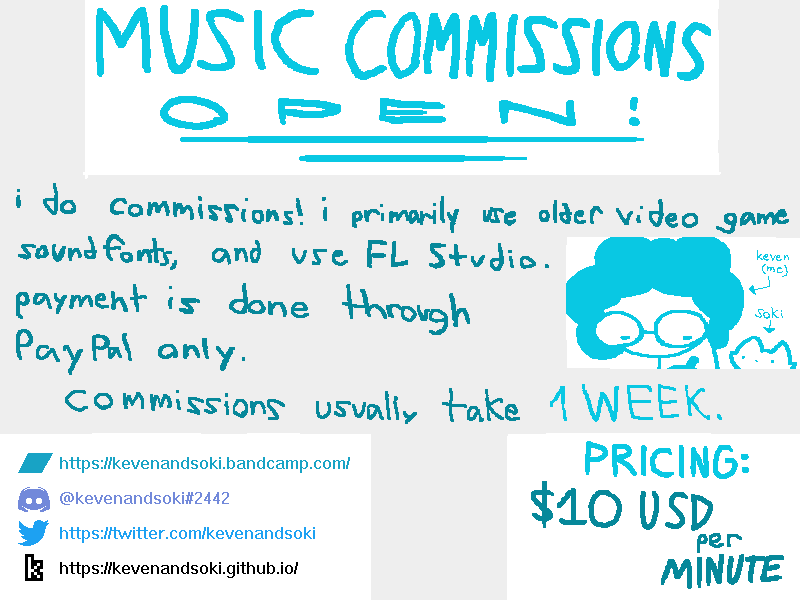 MUSIC COMMISSIONS
OPEN!
i do commissions! i primarily use older video game
soundfonts, and use FL Studio.
keven
(me)
soki
payment is done through
PayPal only.
commissions usually take 1 WEEK.
https://kevenandsoki.bandcamp.com/
@kevenandsoki#2442
https://twitter.com/kevenandsoki
https://kevenandsoki.github.io/
PRICING:
$10 USD
per
MINUTE